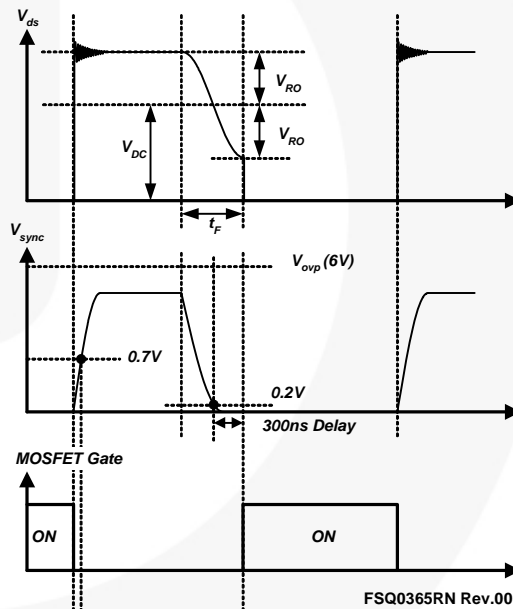 Vds
VRO
VRO
VDC
tF
Vsync
Vovp (6V)
0.7V
0.2V
300ns Delay
MOSFET Gate
ON
ON
FSQ0365RN Rev.00